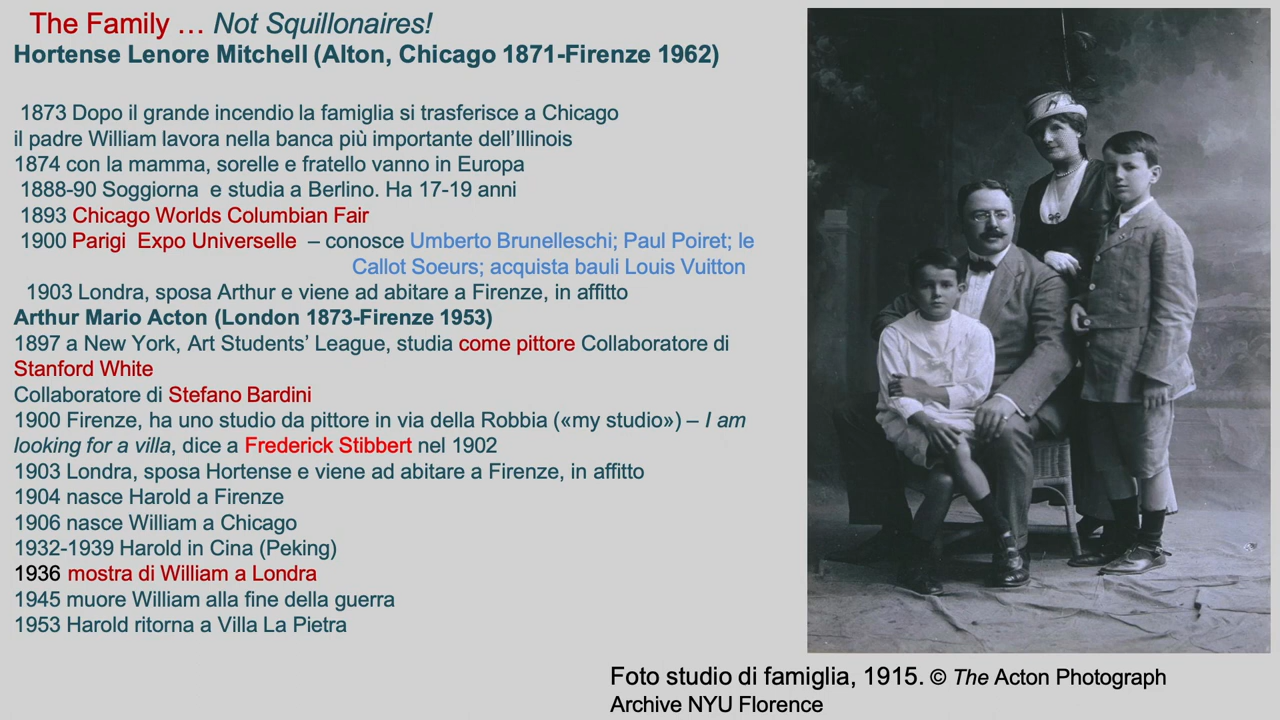 The Family … Not Squillonaires!
Hortense Lenore Mitchell (Alton, Chicago 1871-Firenze 1962)
1873 Dopo il grande incendio la famiglia si trasferisce a Chicago
il padre William lavora nella banca più importante dell’Illinois
1874 con la mamma, sorelle e fratello vanno in Europa
1888-90 Soggiorna e studia a Berlino. Ha 17-19 anni
1893 Chicago Worlds Columbian Fair
1900 Parigi Expo Universelle – conosce Umberto Brunelleschi; Paul Poiret; le
Callot Soeurs; acquista bauli Louis Vuitton
1903 Londra, sposa Arthur e viene ad abitare a Firenze, in affitto
Arthur Mario Acton (London 1873-Firenze 1953)
1897 a New York, Art Students’ League, studia come pittore Collaboratore di
Stanford White
Collaboratore di Stefano Bardini
1900 Firenze, ha uno studio da pittore in via della Robbia («my studio») – I am
looking for a villa, dice a Frederick Stibbert nel 1902
1903 Londra, sposa Hortense e viene ad abitare a Firenze, in affitto
1904 nasce Harold a Firenze
1906 nasce William a Chicago
1932-1939 Harold in Cina (Peking)
1936 mostra di William a Londra
1945 muore William alla fine della guerra
1953 Harold ritorna a Villa La Pietra
Foto studio di famiglia, 1915. © The Acton Photograph
Archive NYU Florence